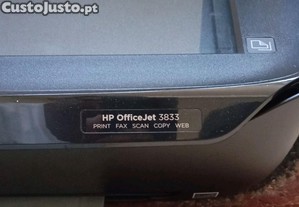 CustoJusto.pt
HP OfficeJet 3833
PRINT FAX SCAN COPY WEB